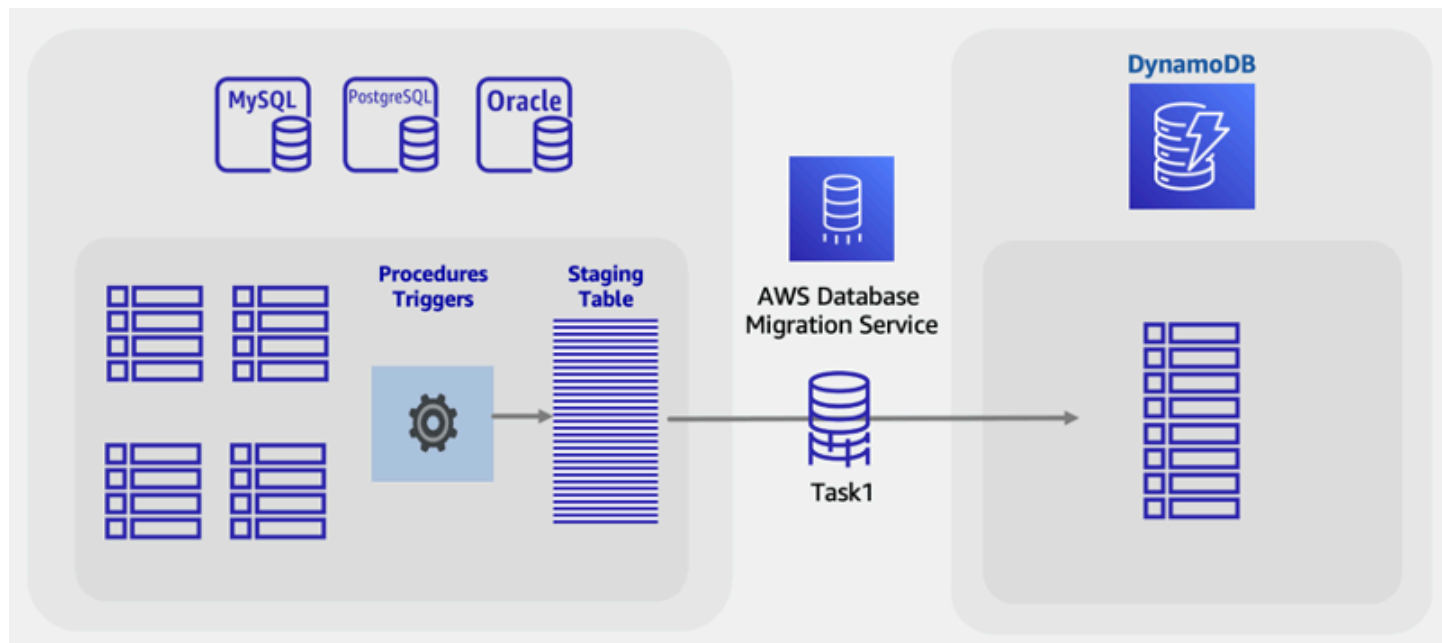 MySQL
PostgreSQL
Oracle
DynamoDB
Procedures
Triggers
Staging
Table
AWS Database
Migration Service
Task1